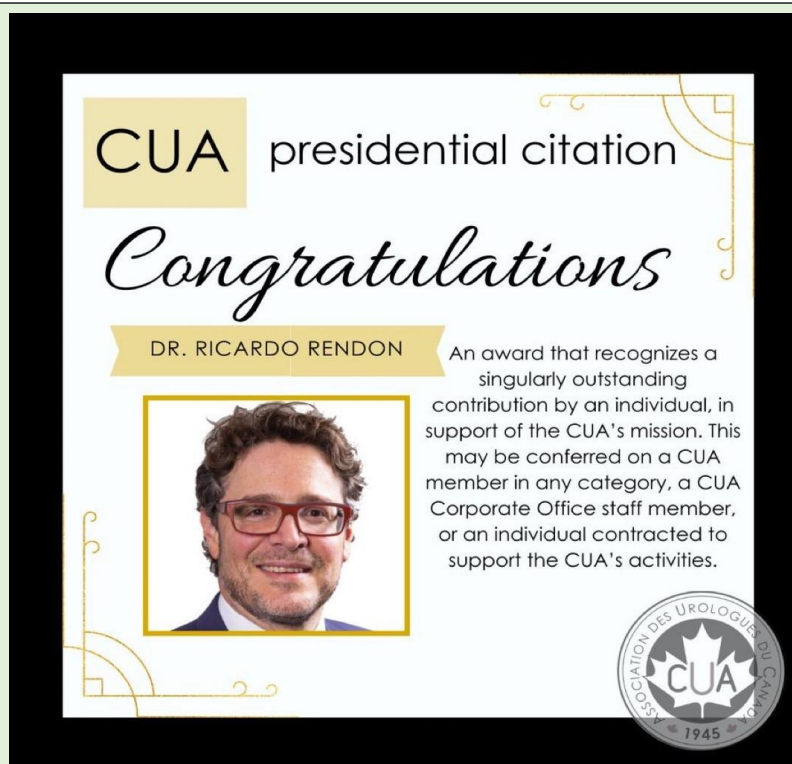 CUA presidential citation
Congratulations
DR. RICARDO RENDON
An award that recognizes a
singularly outstanding
contribution by an individual, in
support of the CUA's mission. This
may be conferred on a CUA
member in any category, a CUA
Corporate Office staff member,
or an individual contracted to
support the CUA's activities.
ASSOCIATION DES UROLOGUES DU CANADA
CUA
1945